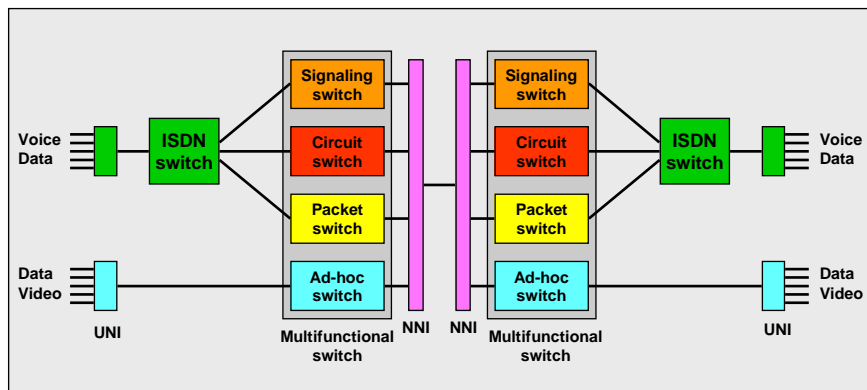 Signaling
switch
Signaling
switch
Voice
Data
ISDN
switch
Circuit
switch
Circuit
switch
ISDN
switch
Voice
Data
Packet
switch
Packet
switch
Data
Video
Ad-hoc
switch
Ad-hoc
switch
Data
Video
UNI
Multifunctional
switch
NNI
NNI
Multifunctional
switch
UNI